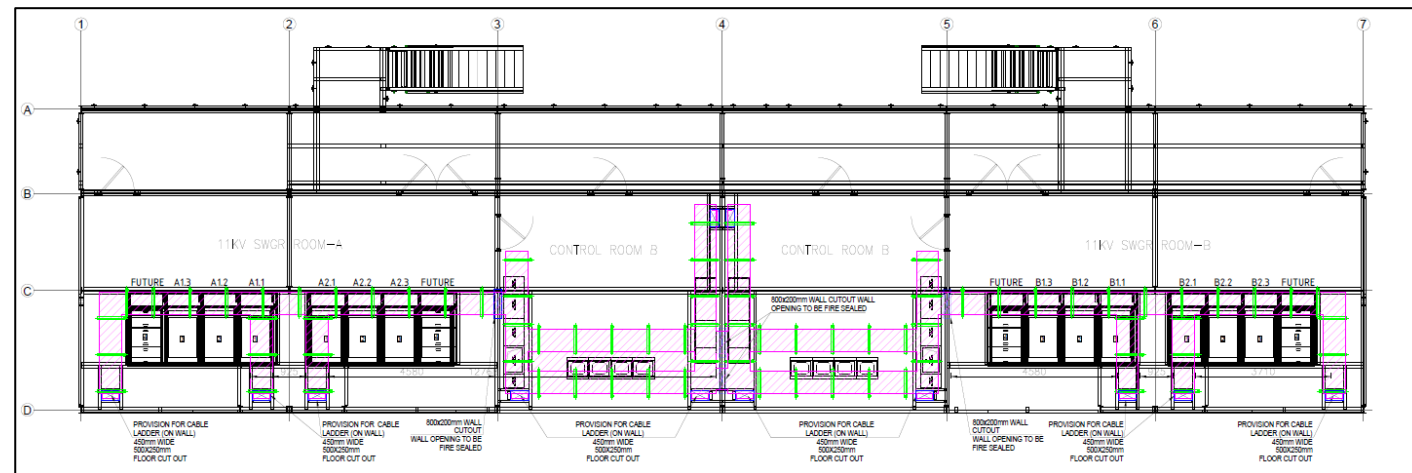 1 2 3 4 5 6 7
A
B
11KV SWGR ROOM-A
CONTROL ROOM B
CONTROL ROOM B
11KV SWGR ROOM-B
C
FUTURE A1.3 A1.2 A1.1 A2.1 A2.2 A2.3 FUTURE
FUTURE B1.3 B1.2 B1.1 B2.1 B2.2 B2.3 FUTURE
800x200mm WALL CUTOUT WALL
OPENING TO BE FIRE SEALED
925 4580 1276
4580 925 3710
D
PROVISION FOR CABLE
LADDER (ON WALL)
450mm WIDE
500X250mm
FLOOR CUT OUT
PROVISION FOR CABLE
LADDER (ON WALL)
450mm WIDE
500X250mm
FLOOR CUT OUT
800x200mm WALL
CUTOUT
WALL OPENING TO BE
FIRE SEALED
PROVISION FOR CABLE
LADDER (ON WALL)
450mm WIDE
500X250mm
FLOOR CUT OUT
PROVISION FOR CABLE
LADDER (ON WALL)
450mm WIDE
500X250mm
FLOOR CUT OUT
800x200mm WALL
CUTOUT
WALL OPENING TO BE
FIRE SEALED
PROVISION FOR CABLE
LADDER (ON WALL)
450mm WIDE
500X250mm
FLOOR CUT OUT
PROVISION FOR CABLE
LADDER (ON WALL)
450mm WIDE
500X250mm
FLOOR CUT OUT